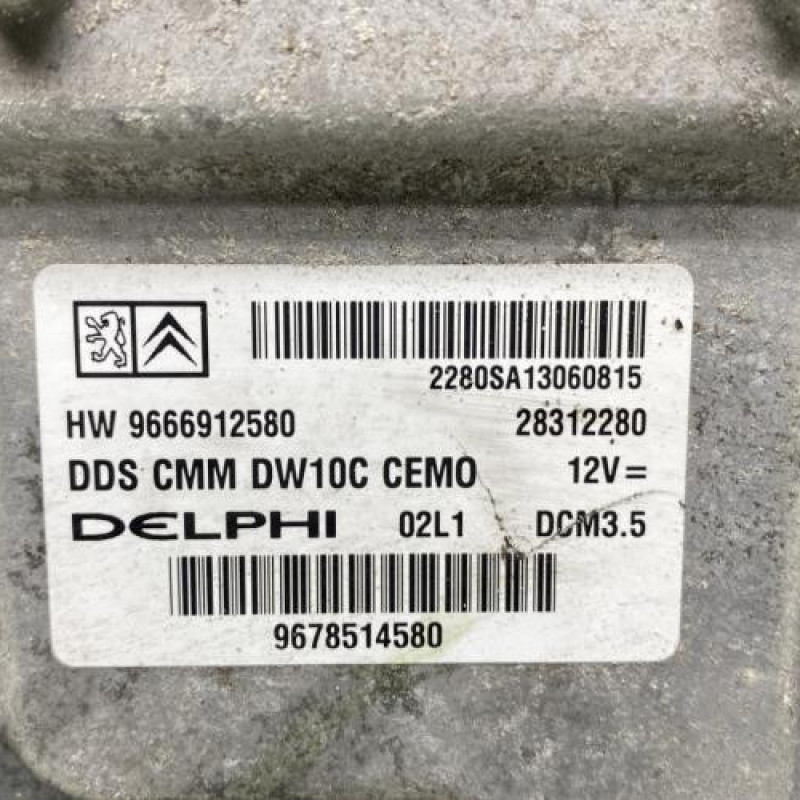 2280SA13060815
HW 9666912580 28312280
DDS CMM DW10C CEMO 12V =
DELPHI 02L1 DCM3.5
9678514580